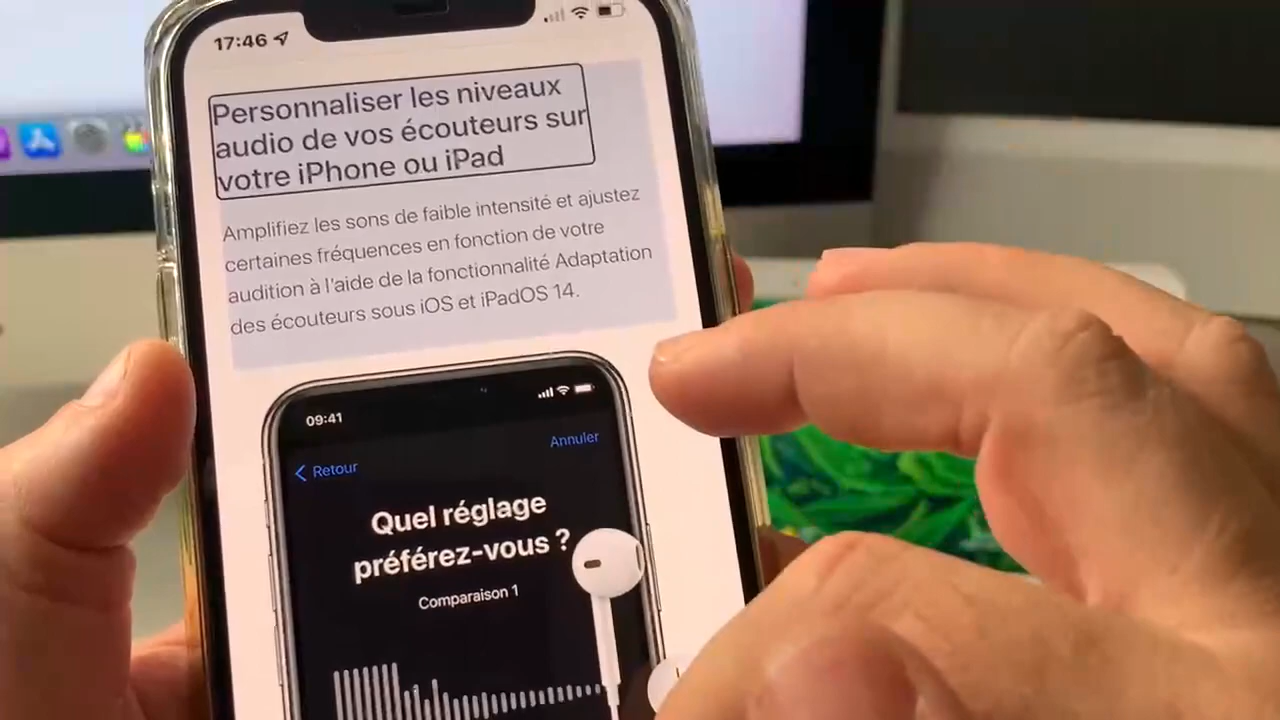 17:46
Personnaliser les niveaux
audio de vos écouteurs sur
votre iPhone ou iPad
Amplifiez les sons de faible intensité et ajustez
certaines fréquences en fonction de votre
audition à l'aide de la fonctionnalité Adaptation
des écouteurs sous iOS et iPadOS 14.
09:41
Annuler
Retour
Quel réglage
préférez-vous ?
Comparaison 1